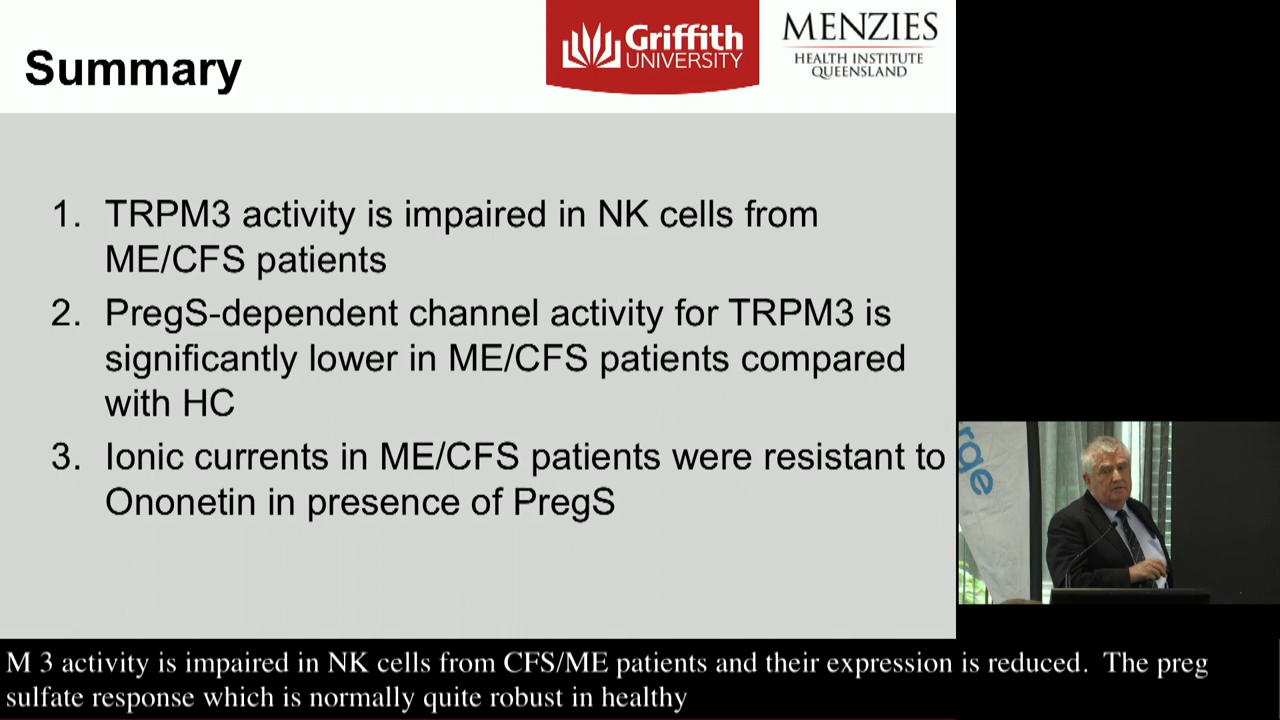 Summary
Griffith
UNIVERSITY
MENZIES
HEALTH INSTITUTE
QUEENSLAND
1. TRPM3 activity is impaired in NK cells from
ME/CFS patients
2. PregS-dependent channel activity for TRPM3 is
significantly lower in ME/CFS patients compared
with HC
3. Ionic currents in ME/CFS patients were resistant to
Ononetin in presence of PregS
rge
M 3 activity is impaired in NK cells from CFS/ME patients and their expression is reduced.  The preg
sulfate response which is normally quite robust in healthy